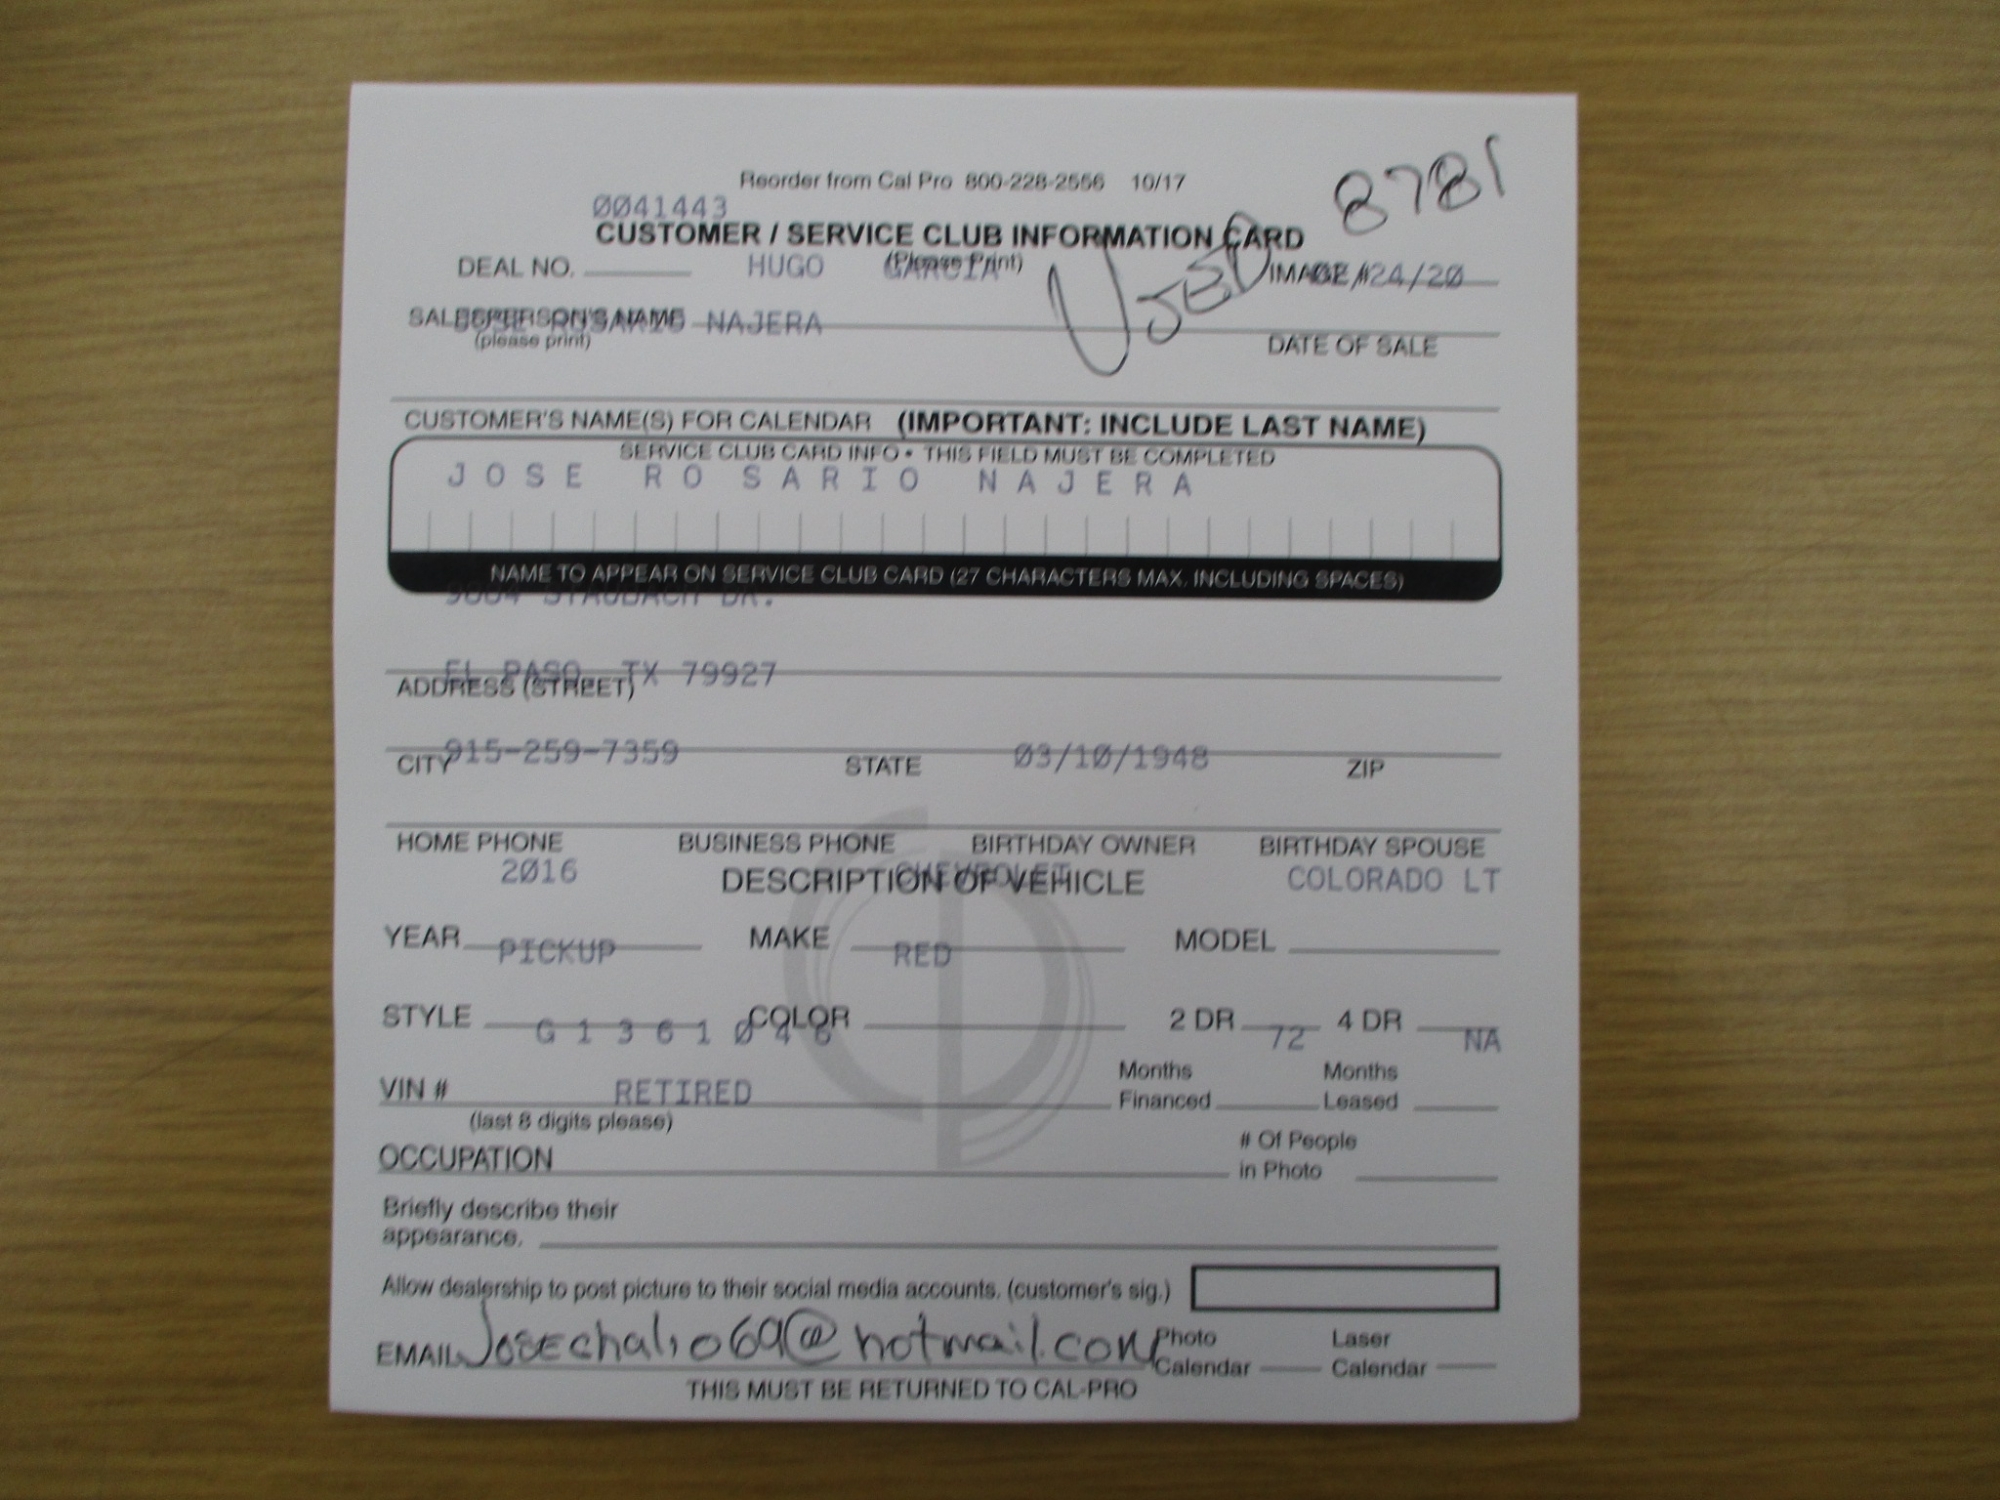 Reorder from Cal Pro 800-228-2556 10/17
8781
0041443
CUSTOMER / SERVICE CLUB INFORMATION CARD
DEAL NO. HUGO GARCIA (Please Print) USED IMAGE # /24/20
SALESPERSON'S NAME JOSE ROSARIO NAJERA
(please print) DATE OF SALE
CUSTOMER'S NAME(S) FOR CALENDAR (IMPORTANT: INCLUDE LAST NAME)
SERVICE CLUB CARD INFO • THIS FIELD MUST BE COMPLETED
JOSE ROSARIO NAJERA
NAME TO APPEAR ON SERVICE CLUB CARD (27 CHARACTERS MAX. INCLUDING SPACES)
STAUBACH DR.
EL PASO, TX 79927
ADDRESS (STREET)
915-259-7359 03/10/1948
CITY STATE ZIP
HOME PHONE BUSINESS PHONE BIRTHDAY OWNER BIRTHDAY SPOUSE
2016 CHEVROLET COLORADO LT
DESCRIPTION OF VEHICLE
YEAR MAKE MODEL
PICKUP RED
STYLE COLOR 2 DR 4 DR
G1361046 72 NA
VIN # RETIRED Months Financed Months Leased
(last 8 digits please)
OCCUPATION # Of People in Photo
Briefly describe their
appearance.
Allow dealership to post picture to their social media accounts. (customer's sig.)
EMAIL Josechalio69@hotmail.com Photo Calendar Laser Calendar
THIS MUST BE RETURNED TO CAL-PRO